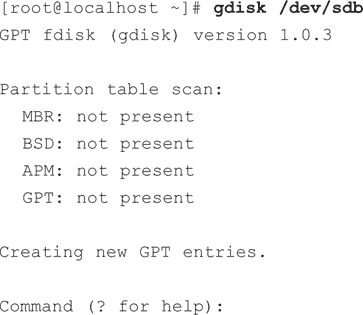 [root@localhost ~]# gdisk /dev/sdb
GPT fdisk (gdisk) version 1.0.3
Partition table scan:
MBR: not present
BSD: not present
APM: not present
GPT: not present
Creating new GPT entries.
Command (? for help):